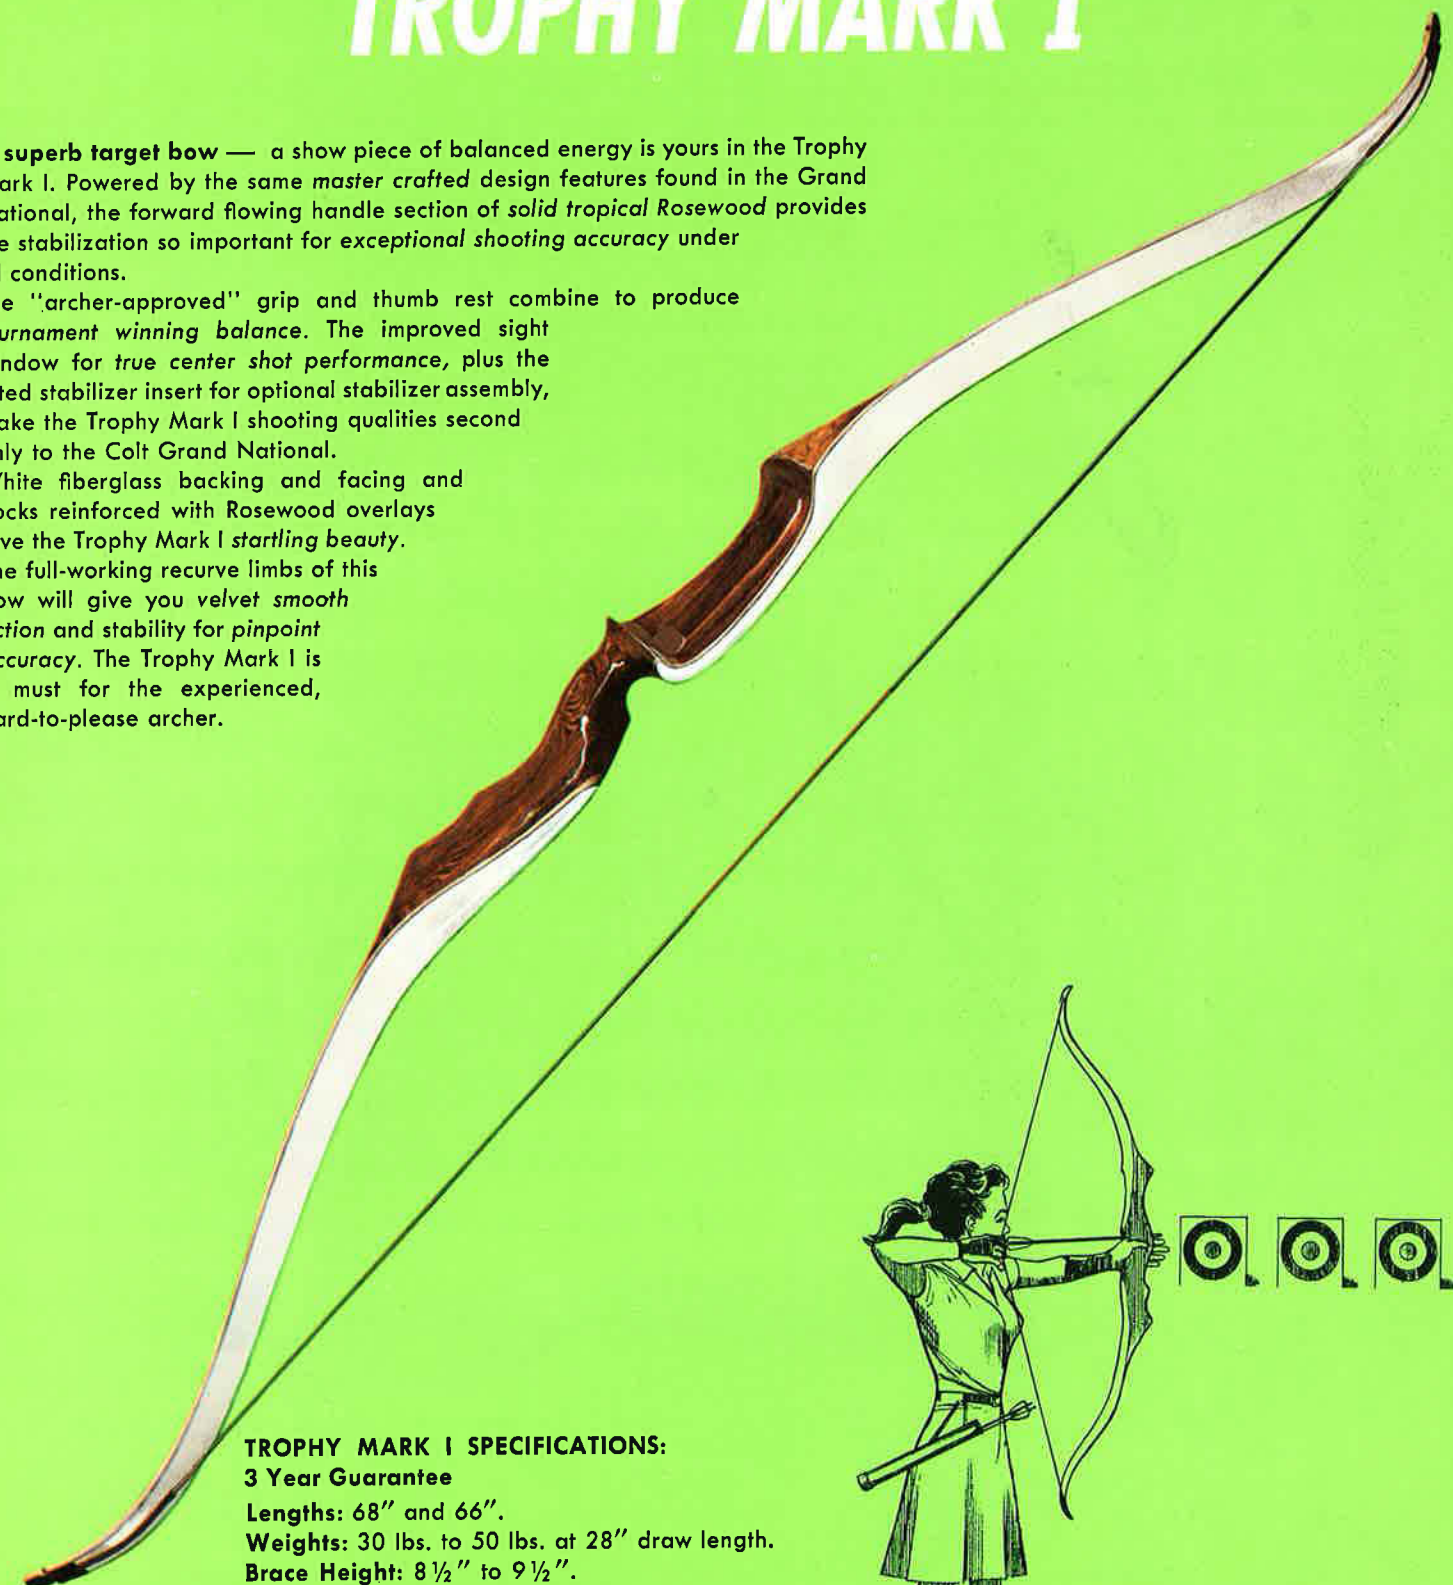 TROPHY MARK I
superb target bow — a show piece of balanced energy is yours in the Trophy
ark I. Powered by the same master crafted design features found in the Grand
ational, the forward flowing handle section of solid tropical Rosewood provides
e stabilization so important for exceptional shooting accuracy under
l conditions.
e "archer-approved" grip and thumb rest combine to produce
urnament winning balance. The improved sight
ndow for true center shot performance, plus the
ted stabilizer insert for optional stabilizer assembly,
ake the Trophy Mark I shooting qualities second
nly to the Colt Grand National.
hite fiberglass backing and facing and
ocks reinforced with Rosewood overlays
ve the Trophy Mark I startling beauty.
he full-working recurve limbs of this
ow will give you velvet smooth
ction and stability for pinpoint
ccuracy. The Trophy Mark I is
must for the experienced,
ard-to-please archer.
TROPHY MARK I SPECIFICATIONS:
3 Year Guarantee
Lengths: 68" and 66".
Weights: 30 lbs. to 50 lbs. at 28" draw length.
Brace Height: 8½" to 9½".